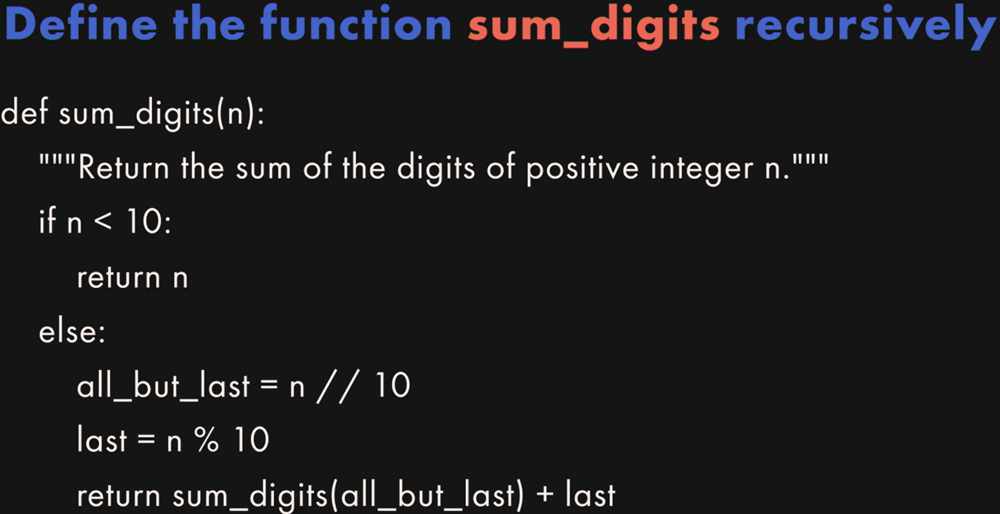 Define the function sum_digits recursively
def sum_digits(n):
"""Return the sum of the digits of positive integer n."""
if n < 10:
return n
else:
all_but_last = n // 10
last = n % 10
return sum_digits(all_but_last) + last